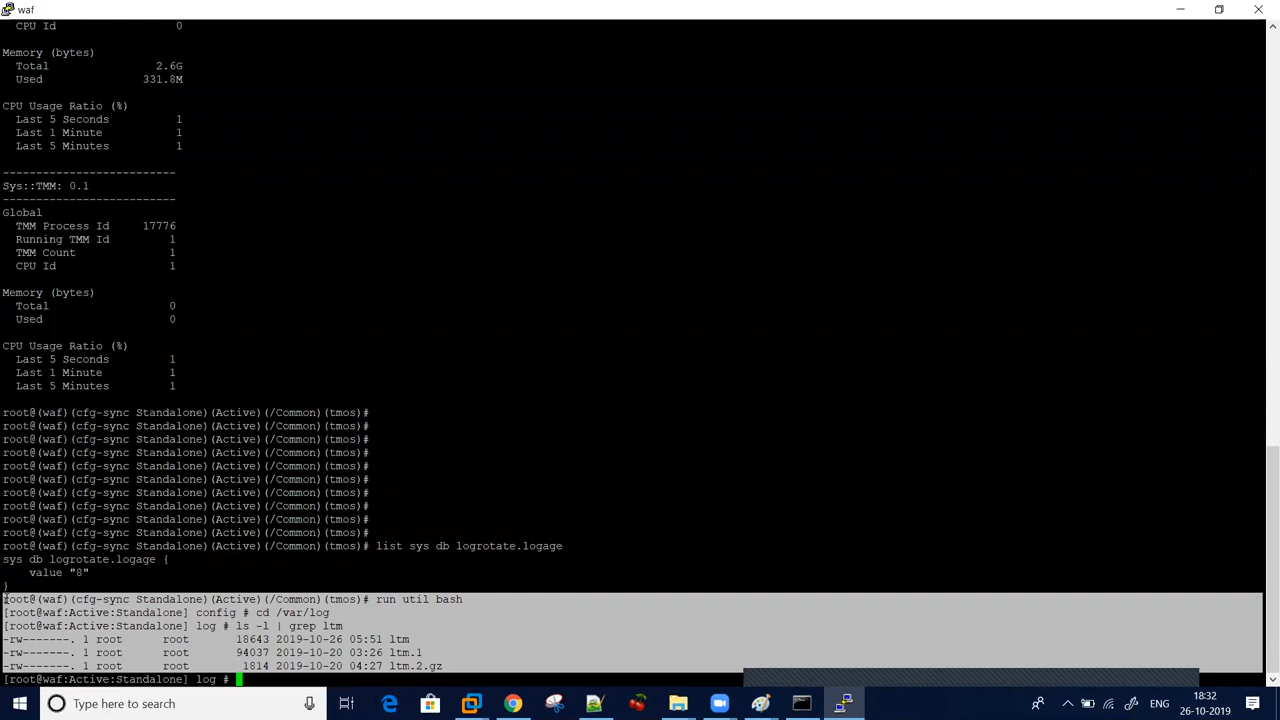 waf
CPU Id 0
Memory (bytes)
Total 2.6G
Used 331.8M
CPU Usage Ratio (%)
Last 5 Seconds 1
Last 1 Minute 1
Last 5 Minutes 1
--------------------------
Sys::TMM: 0.1
--------------------------
Global
TMM Process Id 17776
Running TMM Id 1
TMM Count 1
CPU Id 1
Memory (bytes)
Total 0
Used 0
CPU Usage Ratio (%)
Last 5 Seconds 1
Last 1 Minute 1
Last 5 Minutes 1
root@(waf)(cfg-sync Standalone)(Active)(/Common)(tmos)#
root@(waf)(cfg-sync Standalone)(Active)(/Common)(tmos)#
root@(waf)(cfg-sync Standalone)(Active)(/Common)(tmos)#
root@(waf)(cfg-sync Standalone)(Active)(/Common)(tmos)#
root@(waf)(cfg-sync Standalone)(Active)(/Common)(tmos)#
root@(waf)(cfg-sync Standalone)(Active)(/Common)(tmos)#
root@(waf)(cfg-sync Standalone)(Active)(/Common)(tmos)#
root@(waf)(cfg-sync Standalone)(Active)(/Common)(tmos)#
root@(waf)(cfg-sync Standalone)(Active)(/Common)(tmos)#
root@(waf)(cfg-sync Standalone)(Active)(/Common)(tmos)#
root@(waf)(cfg-sync Standalone)(Active)(/Common)(tmos)# list sys db logrotate.logage
sys db logrotate.logage {
value "8"
}
root@(waf)(cfg-sync Standalone)(Active)(/Common)(tmos)# run util bash
[root@waf:Active:Standalone] config # cd /var/log
[root@waf:Active:Standalone] log # ls -l | grep ltm
-rw-------. 1 root root 18643 2019-10-26 05:51 ltm
-rw-------. 1 root root 94037 2019-10-20 03:26 ltm.1
-rw-------. 1 root root 1814 2019-10-20 04:27 ltm.2.gz
[root@waf:Active:Standalone] log #
Type here to search
ENG
18:32
26-10-2019